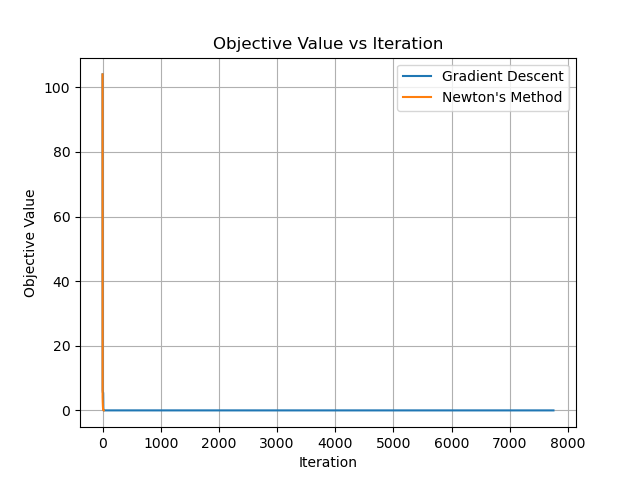 Objective Value vs Iteration
Gradient Descent
Newton's Method
100
80
60
40
20
0
Objective Value
0 1000 2000 3000 4000 5000 6000 7000 8000
Iteration